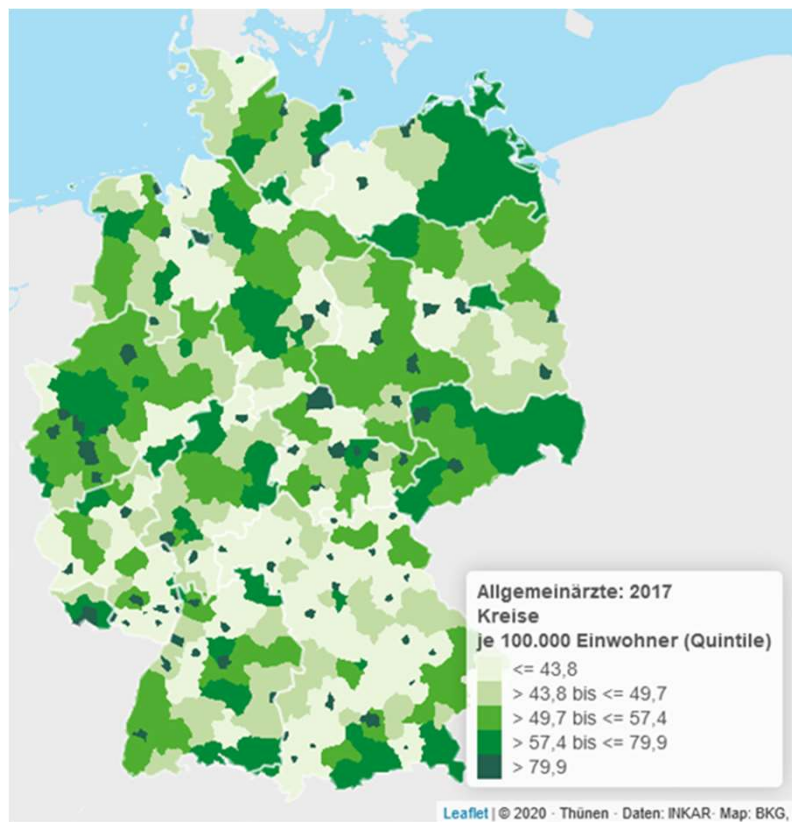 Allgemeinärzte: 2017
Kreise
je 100.000 Einwohner (Quintile)
<= 43,8
> 43,8 bis <= 49,7
> 49,7 bis <= 57,4
> 57,4 bis <= 79,9
> 79,9
Leaflet | © 2020 · Thünen · Daten: INKAR· Map: BKG,